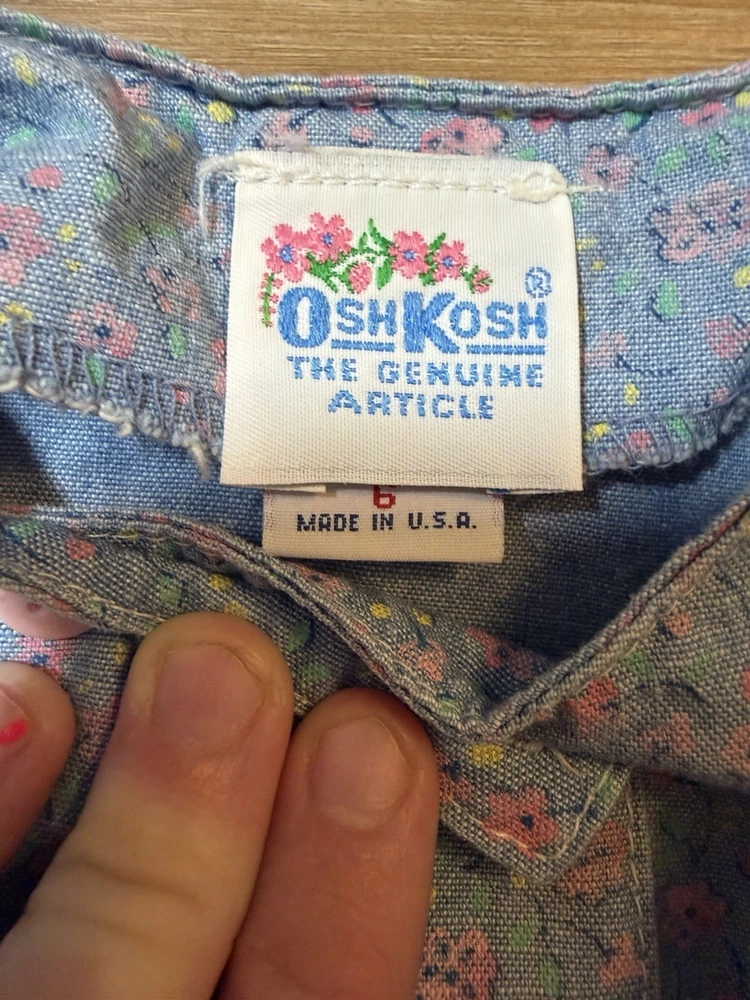 OSHKOSH®
THE GENUINE
ARTICLE
6
MADE IN U.S.A.